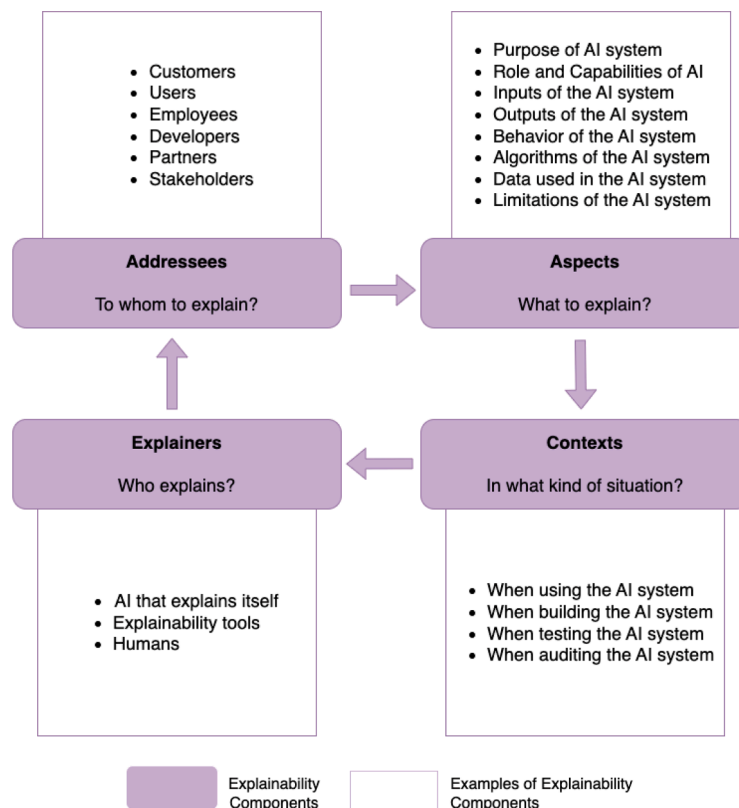 • Customers
• Users
• Employees
• Developers
• Partners
• Stakeholders
Addressees
To whom to explain?
• Purpose of AI system
• Role and Capabilities of AI
• Inputs of the AI system
• Outputs of the AI system
• Behavior of the AI system
• Algorithms of the AI system
• Data used in the AI system
• Limitations of the AI system
Aspects
What to explain?
Explainers
Who explains?
• AI that explains itself
• Explainability tools
• Humans
Contexts
In what kind of situation?
• When using the AI system
• When building the AI system
• When testing the AI system
• When auditing the AI system
Explainability
Components
Examples of Explainability
Components